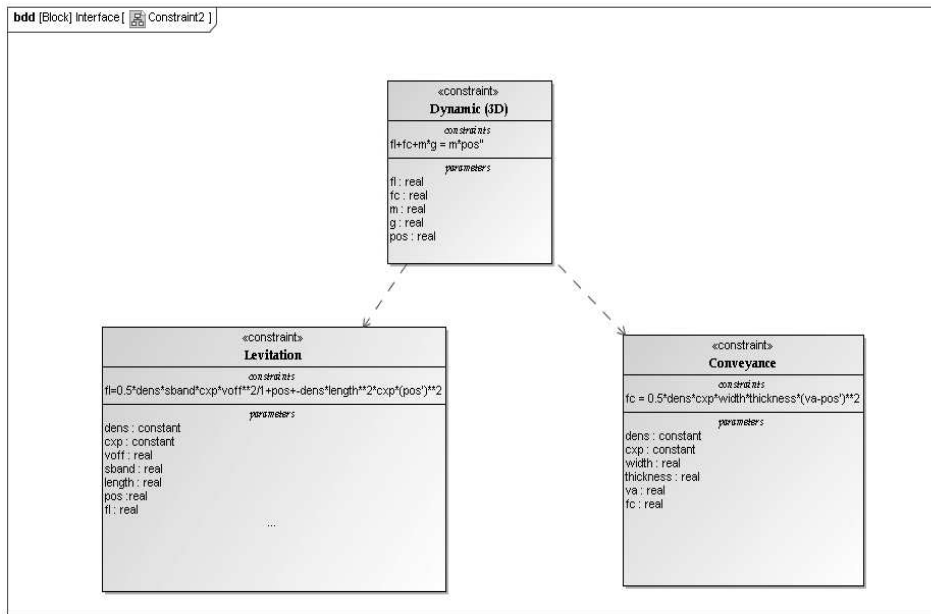 bdd [Block] Interface [ Constraint2 ]
«constraint»
Dynamic (3D)
constraints
fl+fc+m*g = m*pos"
parameters
fl : real
fc : real
m : real
g : real
pos : real
«constraint»
Levitation
constraints
fl=0.5*dens*sband*cxp*voff**2/1+pos+-dens*length**2*cxp*(pos')**2
parameters
dens : constant
cxp : constant
voff : real
sband : real
length : real
pos :real
fl : real
...
«constraint»
Conveyance
constraints
fc = 0.5*dens*cxp*width*thickness*(va-pos')**2
parameters
dens : constant
cxp : constant
width : real
thickness : real
va : real
fc : real